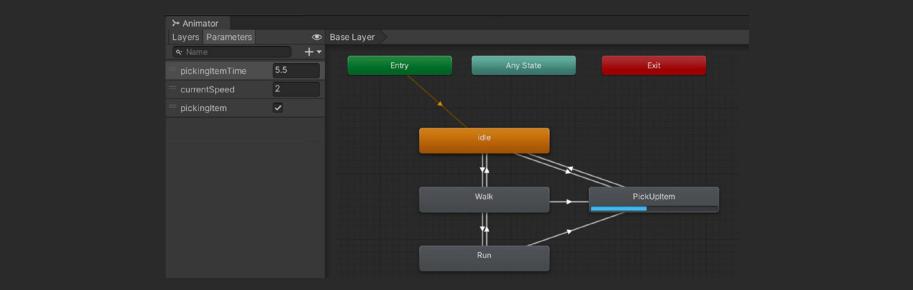 Animator
Layers Parameters
Base Layer
Name
pickingItemTime 5.5
currentSpeed 2
pickingItem
Entry
Any State
Exit
idle
Walk
PickUpItem
Run